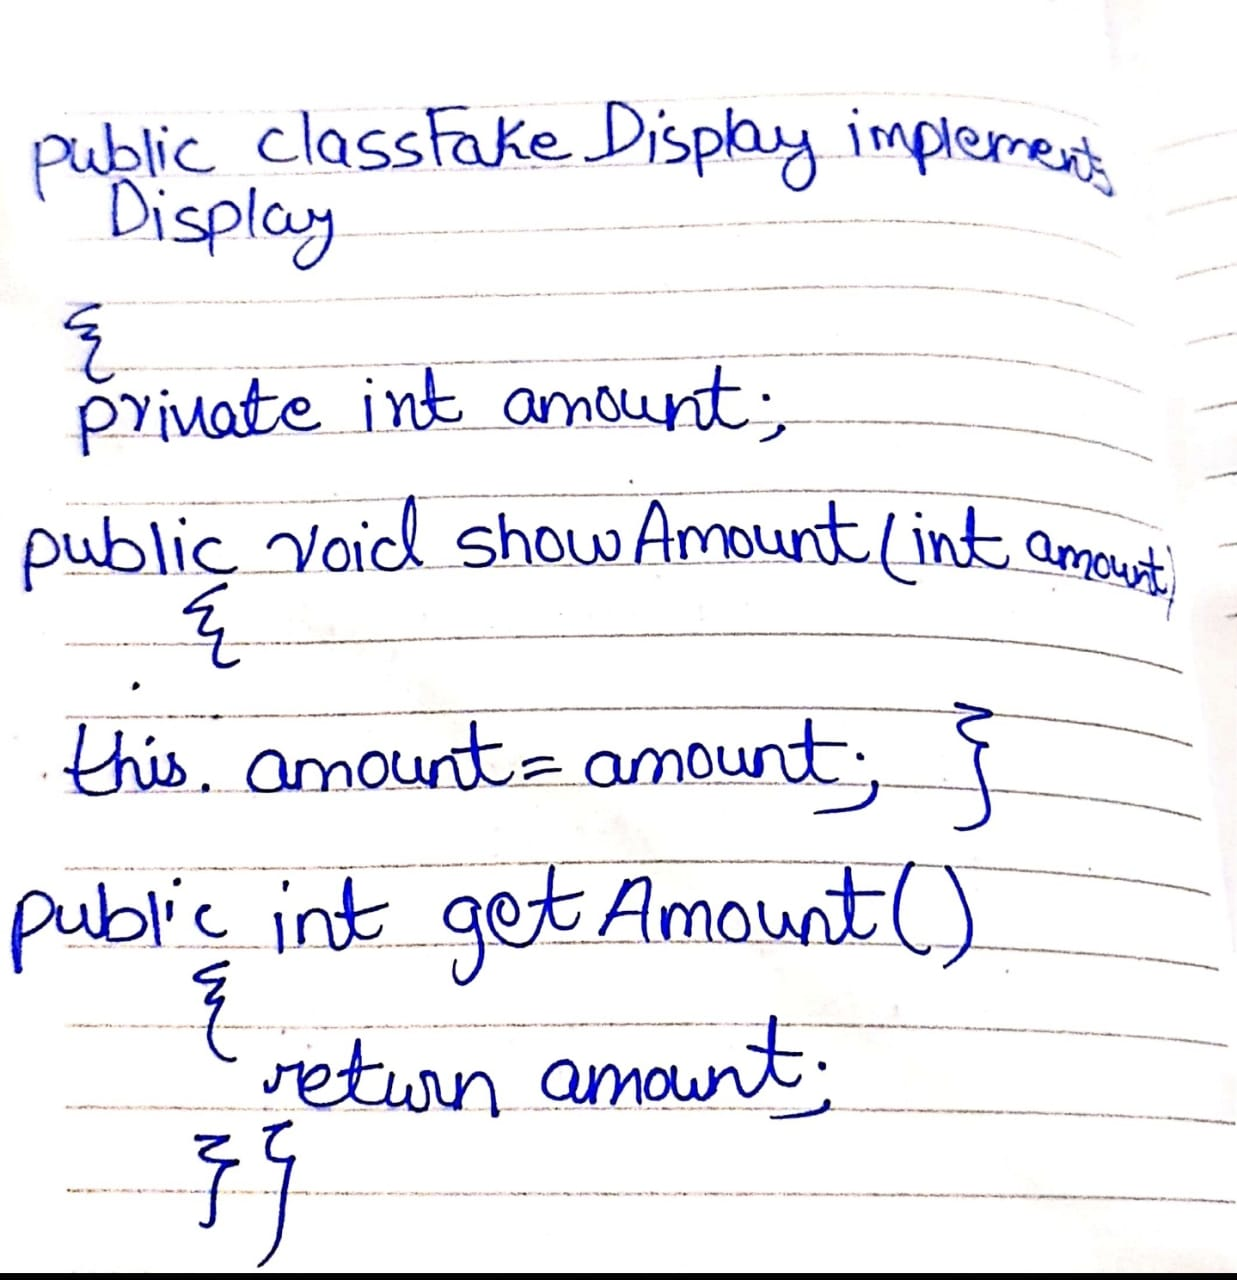 public classFake Display implements
Display
{
private int amount;
public void showAmount(int amount)
{
this. amount= amount; }
public int getAmount()
{
return amount;
}}